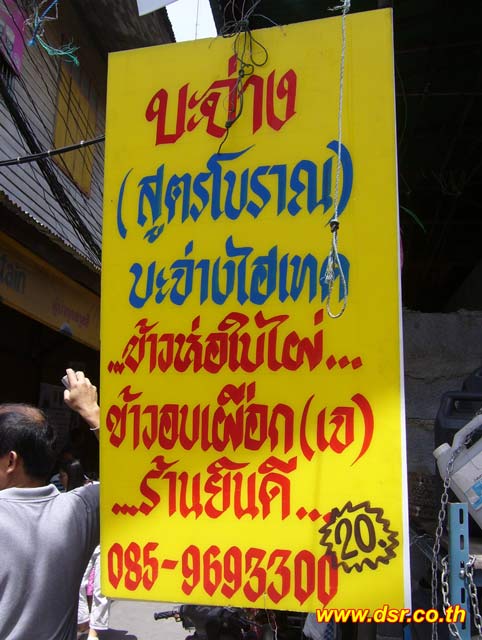 บะจ่าง
(สูตรโบราณ)
บะจ่างไฮเทค
...ข้าวห่อใบไผ่...
ข้าวอบเผือก(เจ)
...ร้านยินดี...
20.-
085-9693300
www.dsr.co.th